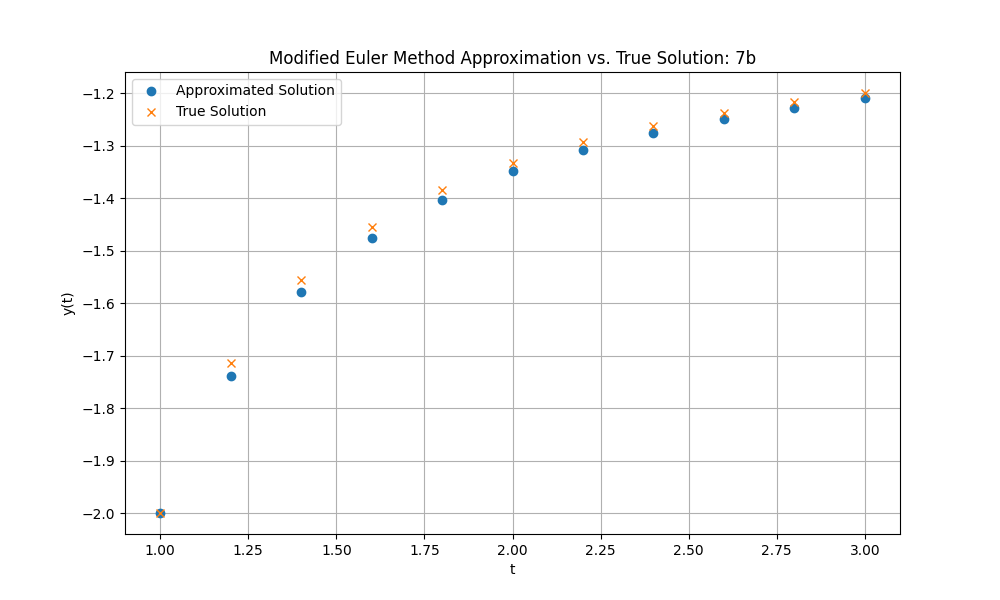 Modified Euler Method Approximation vs. True Solution: 7b
Approximated Solution
True Solution
y(t)
−1.2
−1.3
−1.4
−1.5
−1.6
−1.7
−1.8
−1.9
−2.0
1.00 1.25 1.50 1.75 2.00 2.25 2.50 2.75 3.00
t